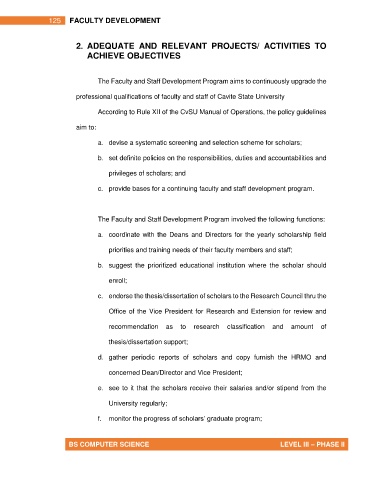 125 FACULTY DEVELOPMENT
2. ADEQUATE AND RELEVANT PROJECTS/ ACTIVITIES TO
ACHIEVE OBJECTIVES
The Faculty and Staff Development Program aims to continuously upgrade the
professional qualifications of faculty and staff of Cavite State University
According to Rule XII of the CvSU Manual of Operations, the policy guidelines
aim to:
a. devise a systematic screening and selection scheme for scholars;
b. set definite policies on the responsibilities, duties and accountabilities and
privileges of scholars; and
c. provide bases for a continuing faculty and staff development program.
The Faculty and Staff Development Program involved the following functions:
a. coordinate with the Deans and Directors for the yearly scholarship field
priorities and training needs of their faculty members and staff;
b. suggest the prioritized educational institution where the scholar should
enroll;
c. endorse the thesis/dissertation of scholars to the Research Council thru the
Office of the Vice President for Research and Extension for review and
recommendation as to research classification and amount of
thesis/dissertation support;
d. gather periodic reports of scholars and copy furnish the HRMO and
concerned Dean/Director and Vice President;
e. see to it that the scholars receive their salaries and/or stipend from the
University regularly;
f. monitor the progress of scholars' graduate program;
BS COMPUTER SCIENCE LEVEL III – PHASE II